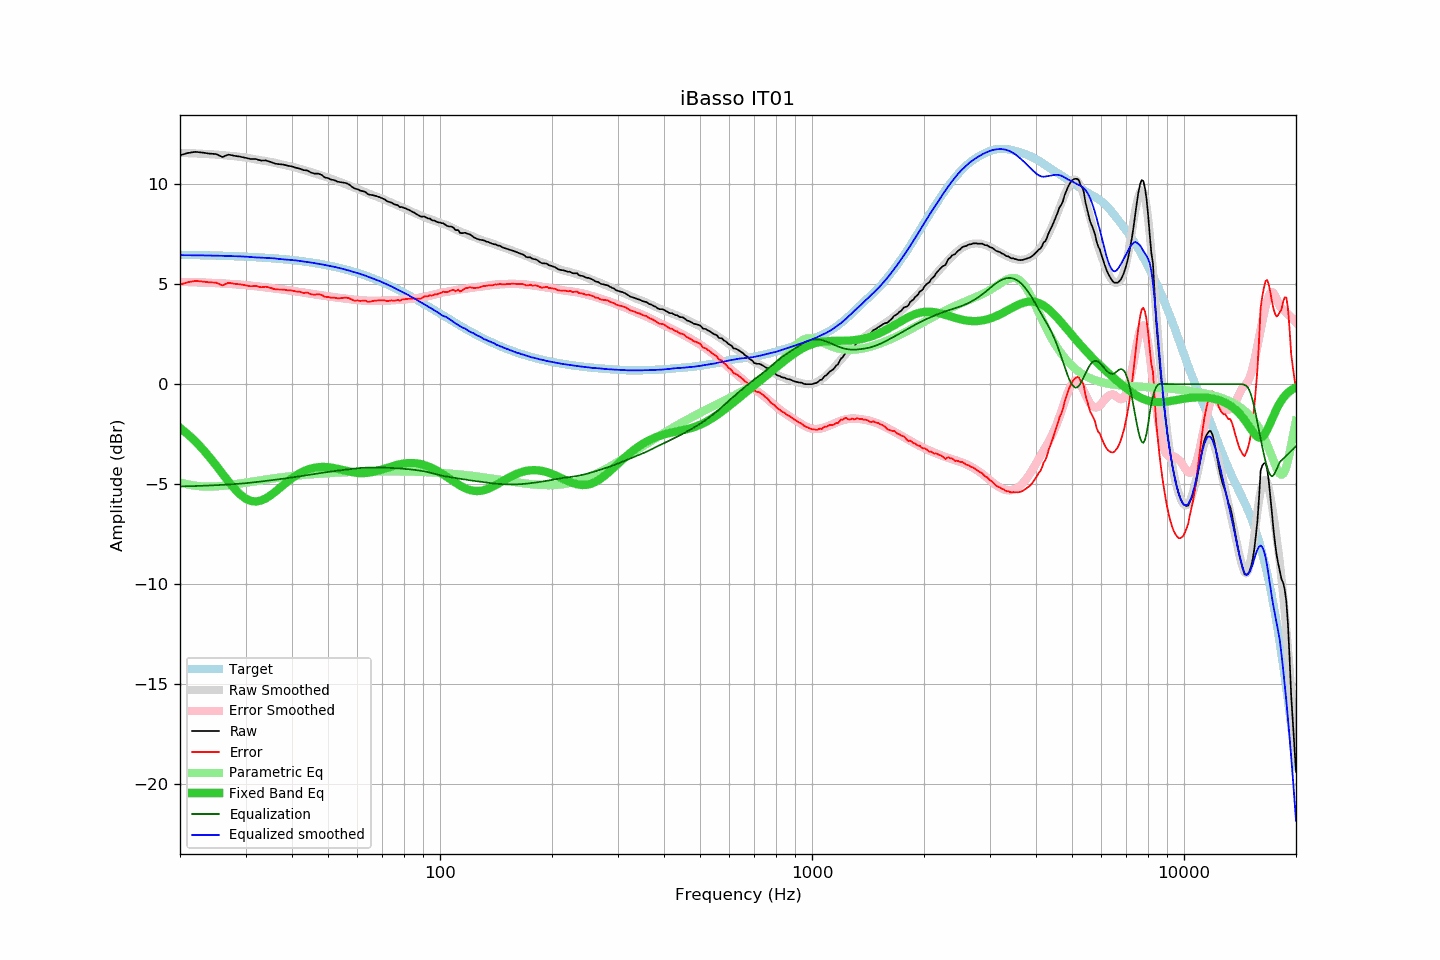 iBasso IT01
Amplitude (dBr)
10
5
0
−5
−10
−15
−20
Target
Raw Smoothed
Error Smoothed
Raw
Error
Parametric Eq
Fixed Band Eq
Equalization
Equalized smoothed
100
1000
10000
Frequency (Hz)